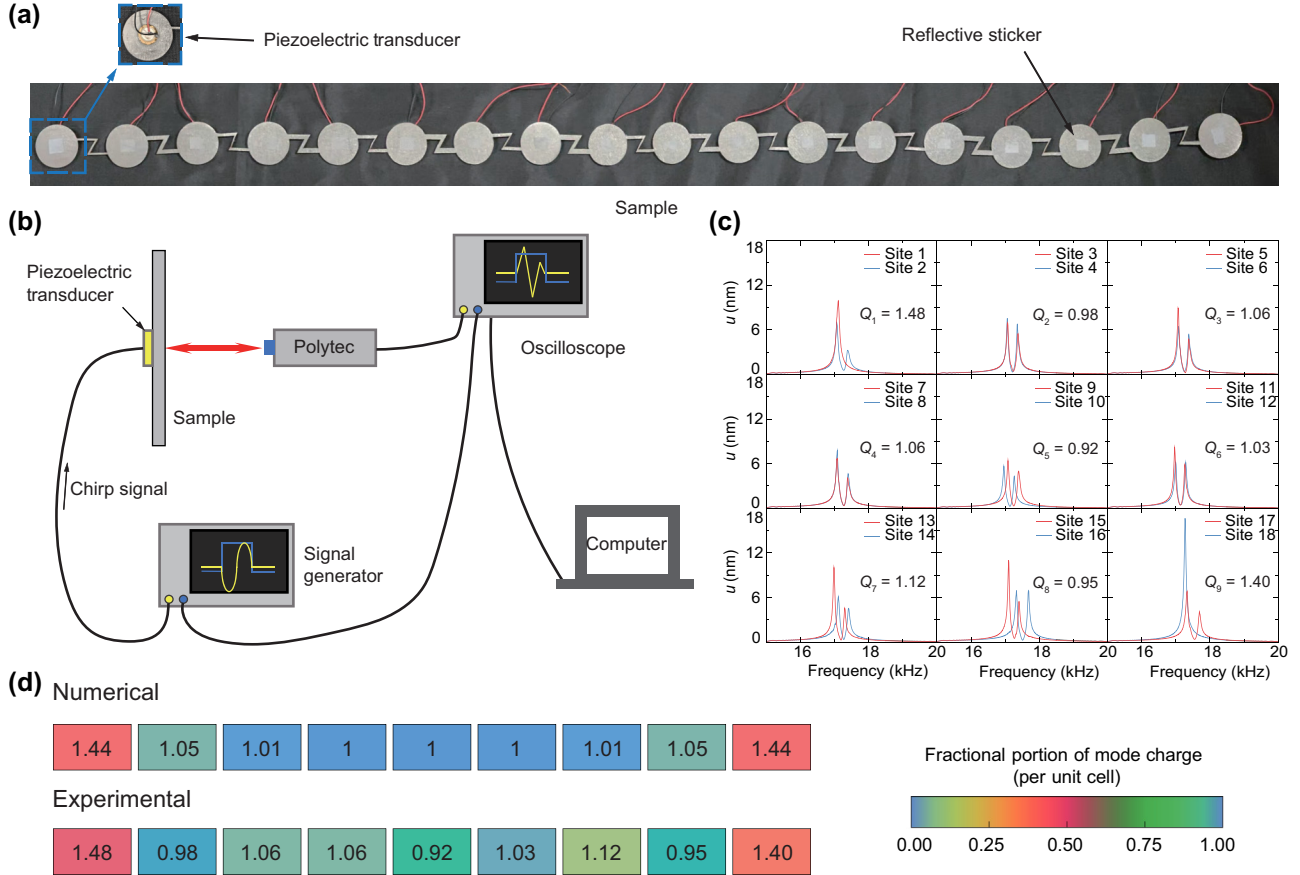 (a)
Piezoelectric transducer
Reflective sticker
(b)
Sample
Piezoelectric
transducer
Polytec
Oscilloscope
Sample
Chirp signal
Signal
generator
Computer
(c)
18
12
6
0
u (nm)
Site 1
Site 2
Q1 = 1.48
Site 3
Site 4
Q2 = 0.98
Site 5
Site 6
Q3 = 1.06
18
12
6
0
u (nm)
Site 7
Site 8
Q4 = 1.06
Site 9
Site 10
Q5 = 0.92
Site 11
Site 12
Q6 = 1.03
18
12
6
0
u (nm)
Site 13
Site 14
Q7 = 1.12
Site 15
Site 16
Q8 = 0.95
Site 17
Site 18
Q9 = 1.40
16 18 20 16 18 20 16 18 20
Frequency (kHz) Frequency (kHz) Frequency (kHz)
(d)
Numerical
1.44 1.05 1.01 1 1 1 1.01 1.05 1.44
Experimental
1.48 0.98 1.06 1.06 0.92 1.03 1.12 0.95 1.40
Fractional portion of mode charge
(per unit cell)
0.00 0.25 0.50 0.75 1.00